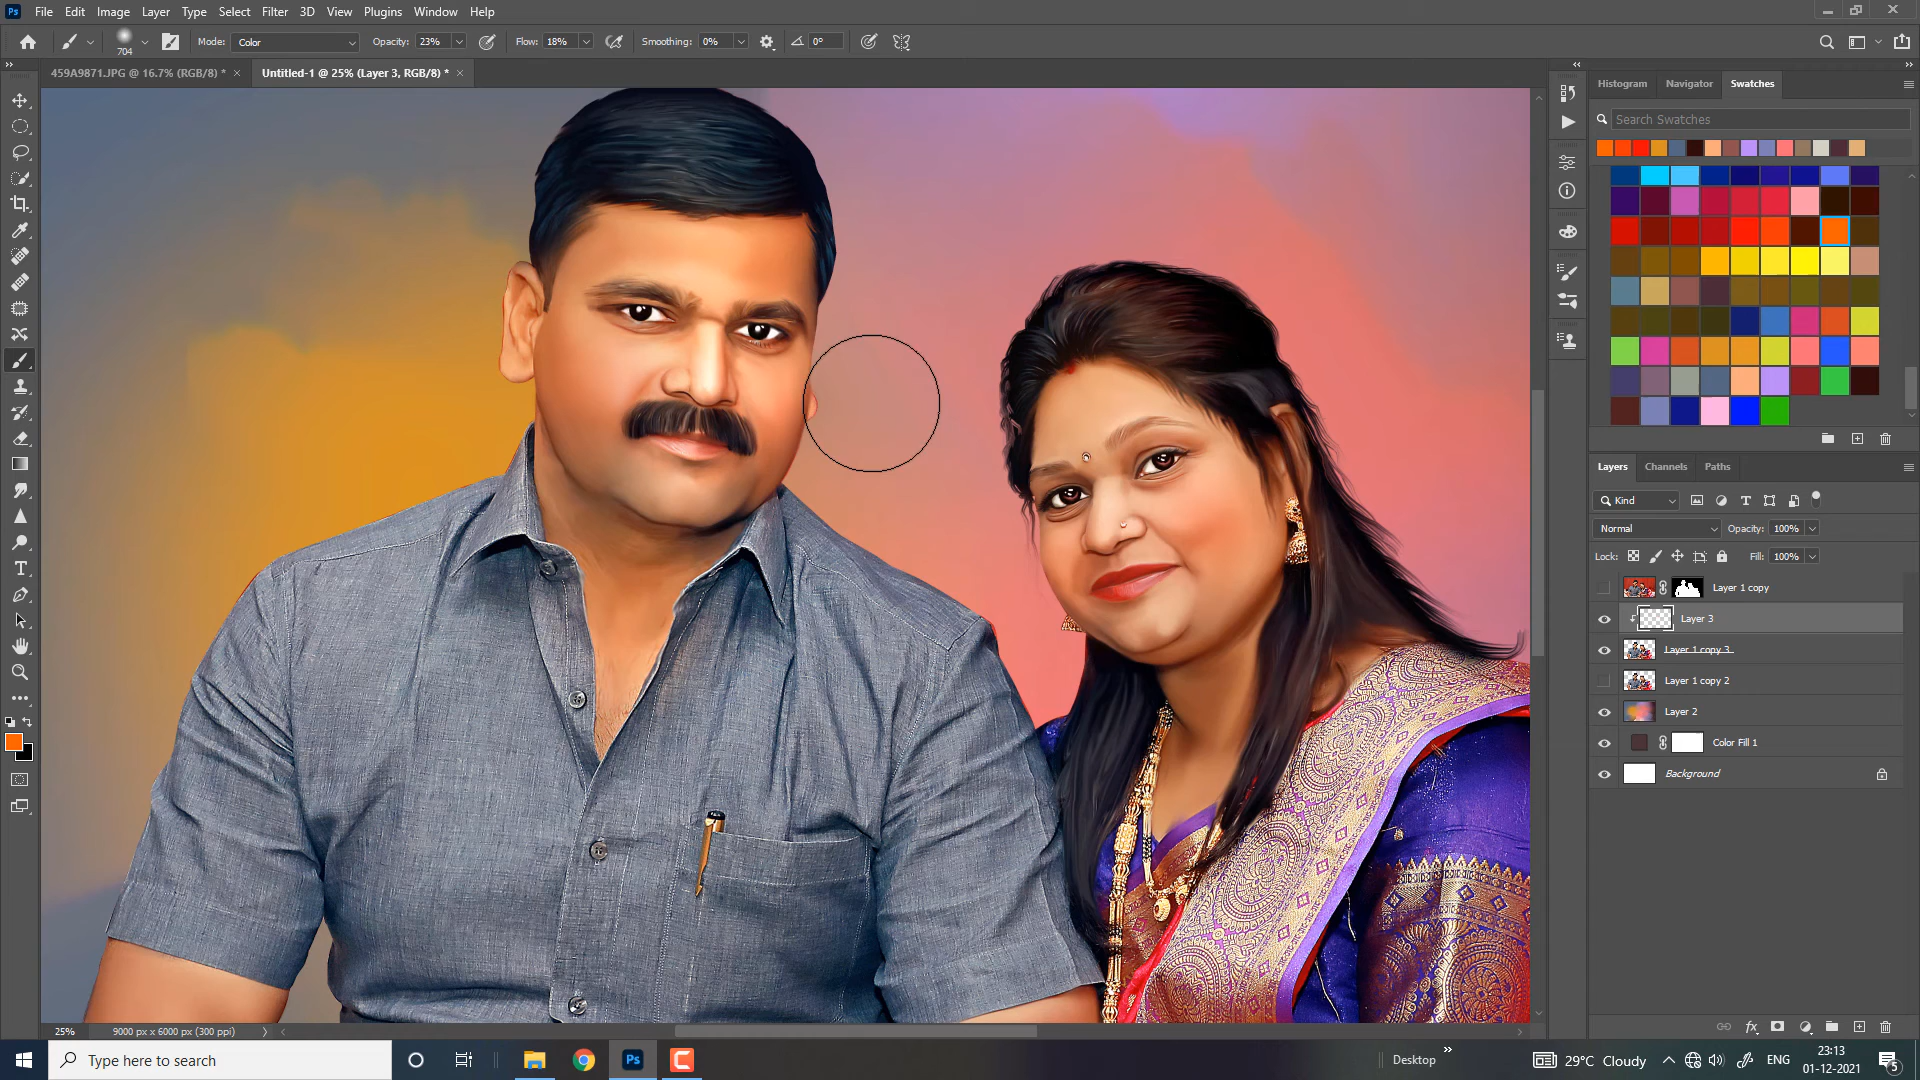 Ps File Edit Image Layer Type Select Filter 3D View Plugins Window Help
704 Mode: Color Opacity: 23% Flow: 18% Smoothing: 0% 0°
459A9871.JPG @ 16.7% (RGB/8) * × Untitled-1 @ 25% (Layer 3, RGB/8) * ×
Histogram Navigator Swatches
Search Swatches
Layers Channels Paths
Kind
Normal Opacity: 100%
Lock: Fill: 100%
Layer 1 copy
Layer 3
Layer 1 copy 3
Layer 1 copy 2
Layer 2
Color Fill 1
Background
25% 9000 px x 6000 px (300 ppi)
Type here to search
Ps
Desktop
29°C Cloudy
ENG
23:13
01-12-2021
5